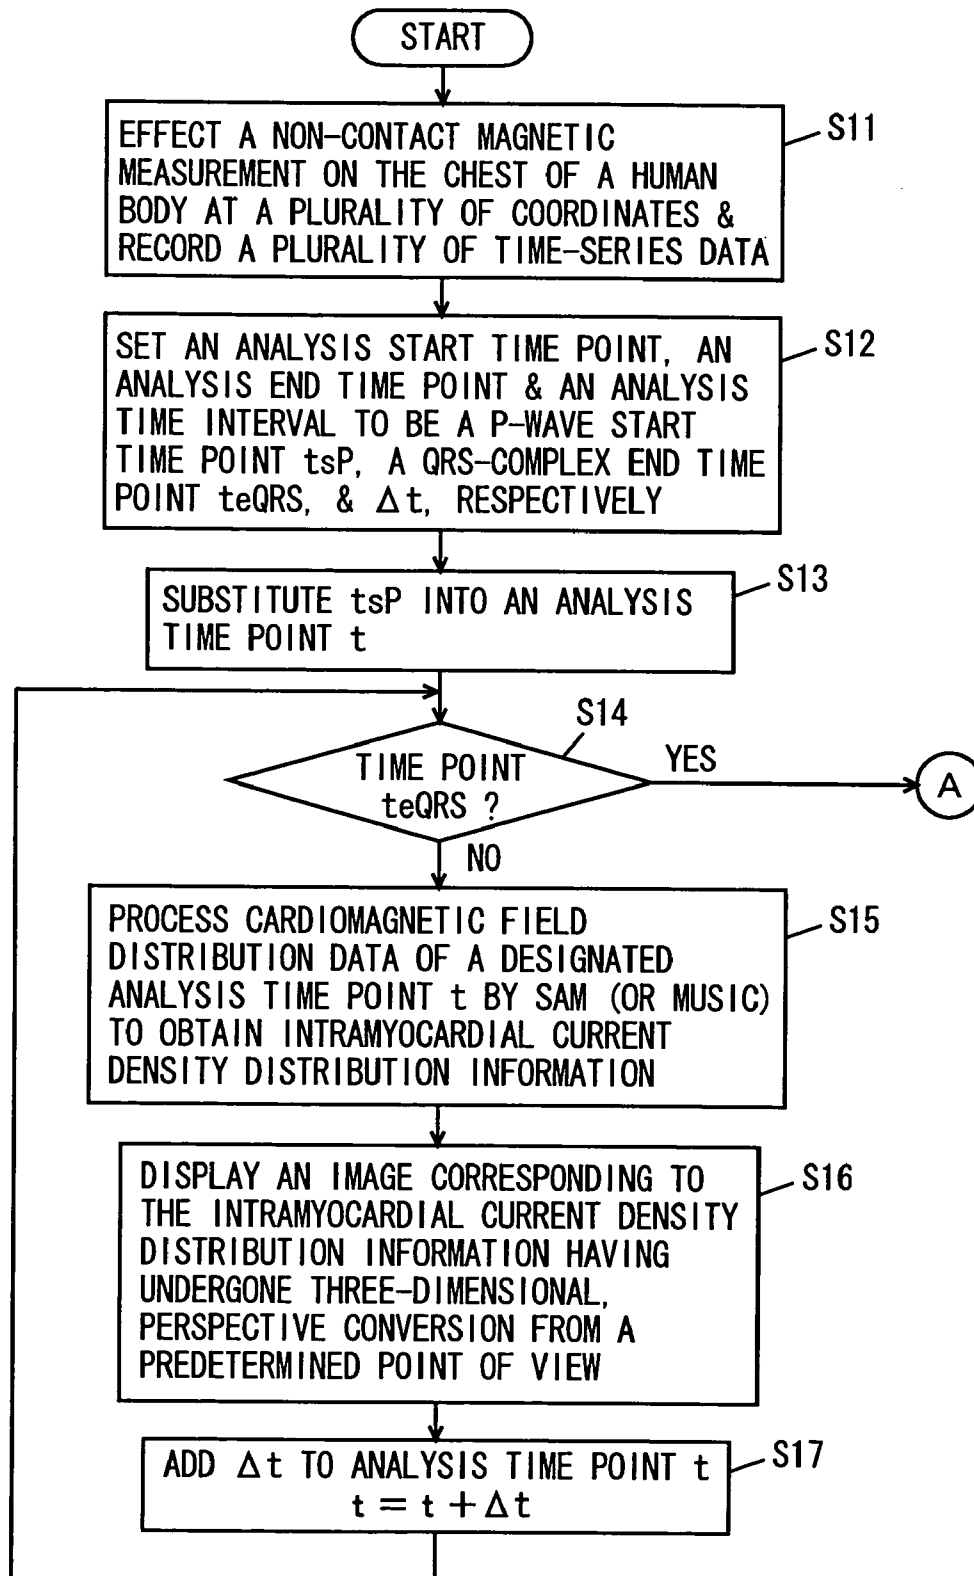 START
S11
EFFECT A NON-CONTACT MAGNETIC
MEASUREMENT ON THE CHEST OF A HUMAN
BODY AT A PLURALITY OF COORDINATES &
RECORD A PLURALITY OF TIME-SERIES DATA
S12
SET AN ANALYSIS START TIME POINT, AN
ANALYSIS END TIME POINT & AN ANALYSIS
TIME INTERVAL TO BE A P-WAVE START
TIME POINT tsP, A QRS-COMPLEX END TIME
POINT teQRS, & Δt, RESPECTIVELY
S13
SUBSTITUTE tsP INTO AN ANALYSIS
TIME POINT t
S14
TIME POINT
teQRS ?
YES
A
NO
S15
PROCESS CARDIOMAGNETIC FIELD
DISTRIBUTION DATA OF A DESIGNATED
ANALYSIS TIME POINT t BY SAM (OR MUSIC)
TO OBTAIN INTRAMYOCARDIAL CURRENT
DENSITY DISTRIBUTION INFORMATION
S16
DISPLAY AN IMAGE CORRESPONDING TO
THE INTRAMYOCARDIAL CURRENT DENSITY
DISTRIBUTION INFORMATION HAVING
UNDERGONE THREE-DIMENSIONAL,
PERSPECTIVE CONVERSION FROM A
PREDETERMINED POINT OF VIEW
S17
ADD Δt TO ANALYSIS TIME POINT t
t = t + Δt